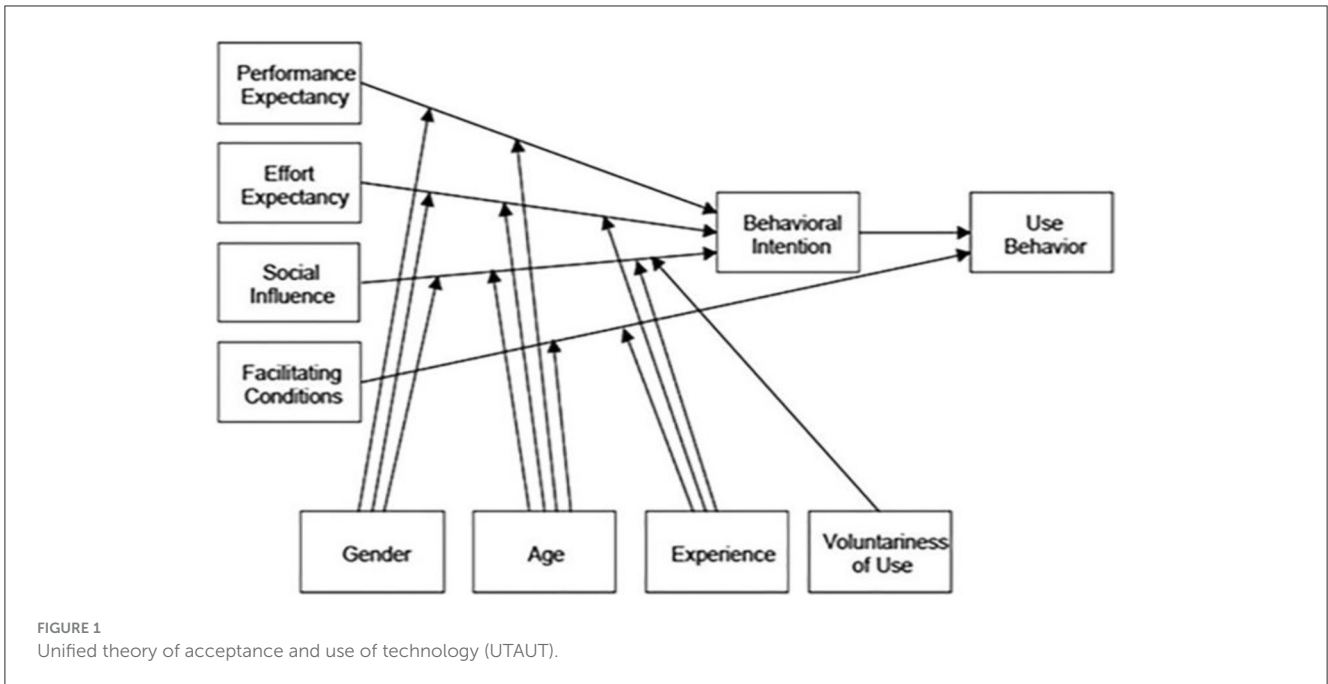 Performance
Expectancy
Effort
Expectancy
Social
Influence
Facilitating
Conditions
Behavioral
Intention
Use
Behavior
Gender
Age
Experience
Voluntariness
of Use
FIGURE 1
Unified theory of acceptance and use of technology (UTAUT).